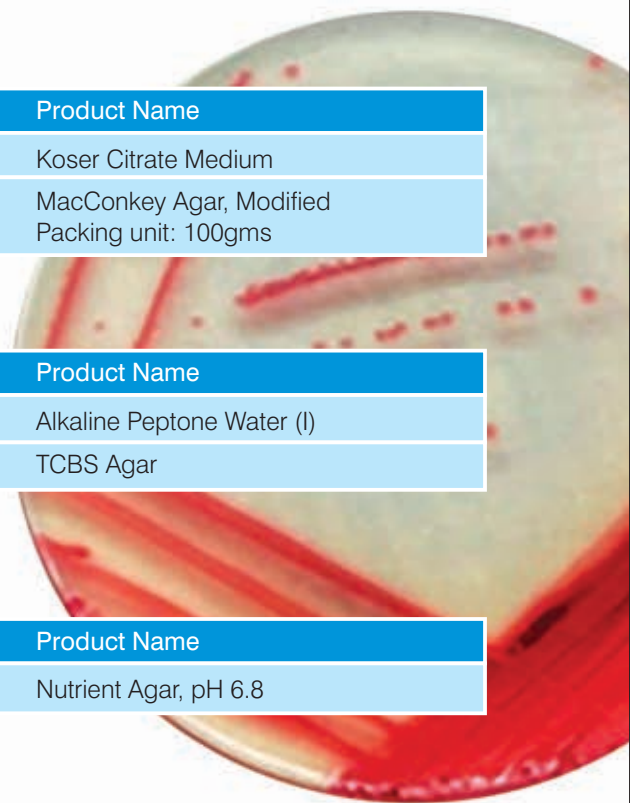 Product Name
Koser Citrate Medium
MacConkey Agar, Modified
Packing unit: 100gms
Product Name
Alkaline Peptone Water (I)
TCBS Agar
Product Name
Nutrient Agar, pH 6.8